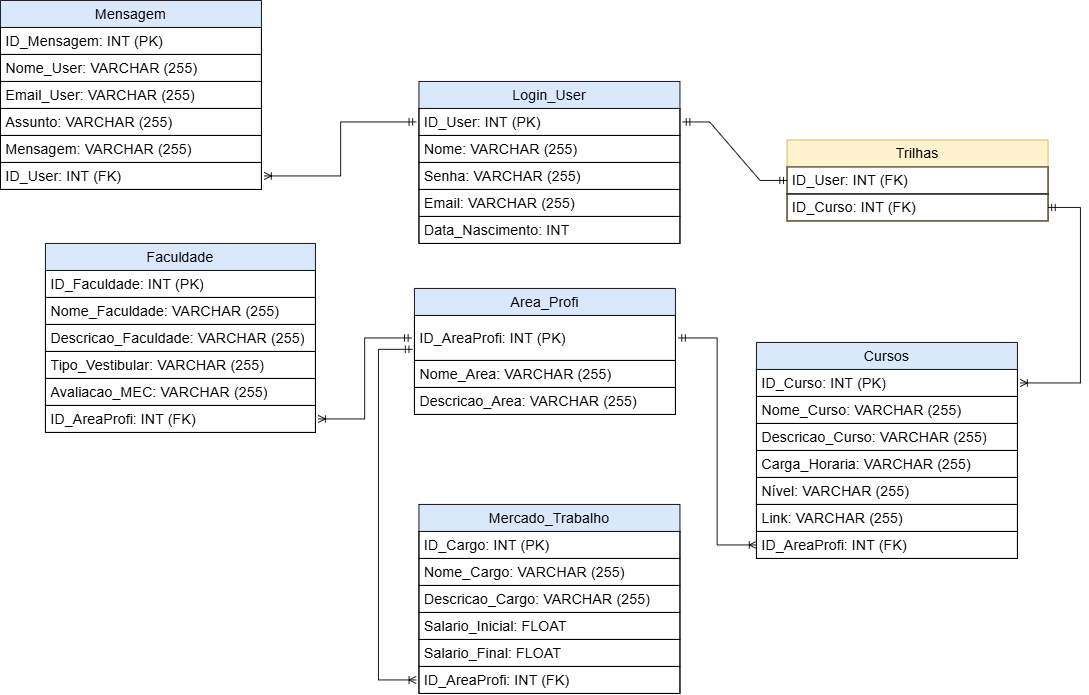 Mensagem
ID_Mensagem: INT (PK)
Nome_User: VARCHAR (255)
Email_User: VARCHAR (255)
Assunto: VARCHAR (255)
Mensagem: VARCHAR (255)
ID_User: INT (FK)
Login_User
ID_User: INT (PK)
Nome: VARCHAR (255)
Senha: VARCHAR (255)
Email: VARCHAR (255)
Data_Nascimento: INT
Trilhas
ID_User: INT (FK)
ID_Curso: INT (FK)
Faculdade
ID_Faculdade: INT (PK)
Nome_Faculdade: VARCHAR (255)
Descricao_Faculdade: VARCHAR (255)
Tipo_Vestibular: VARCHAR (255)
Avaliacao_MEC: VARCHAR (255)
ID_AreaProfi: INT (FK)
Area_Profi
ID_AreaProfi: INT (PK)
Nome_Area: VARCHAR (255)
Descricao_Area: VARCHAR (255)
Cursos
ID_Curso: INT (PK)
Nome_Curso: VARCHAR (255)
Descricao_Curso: VARCHAR (255)
Carga_Horaria: VARCHAR (255)
Nível: VARCHAR (255)
Link: VARCHAR (255)
ID_AreaProfi: INT (FK)
Mercado_Trabalho
ID_Cargo: INT (PK)
Nome_Cargo: VARCHAR (255)
Descricao_Cargo: VARCHAR (255)
Salario_Inicial: FLOAT
Salario_Final: FLOAT
ID_AreaProfi: INT (FK)